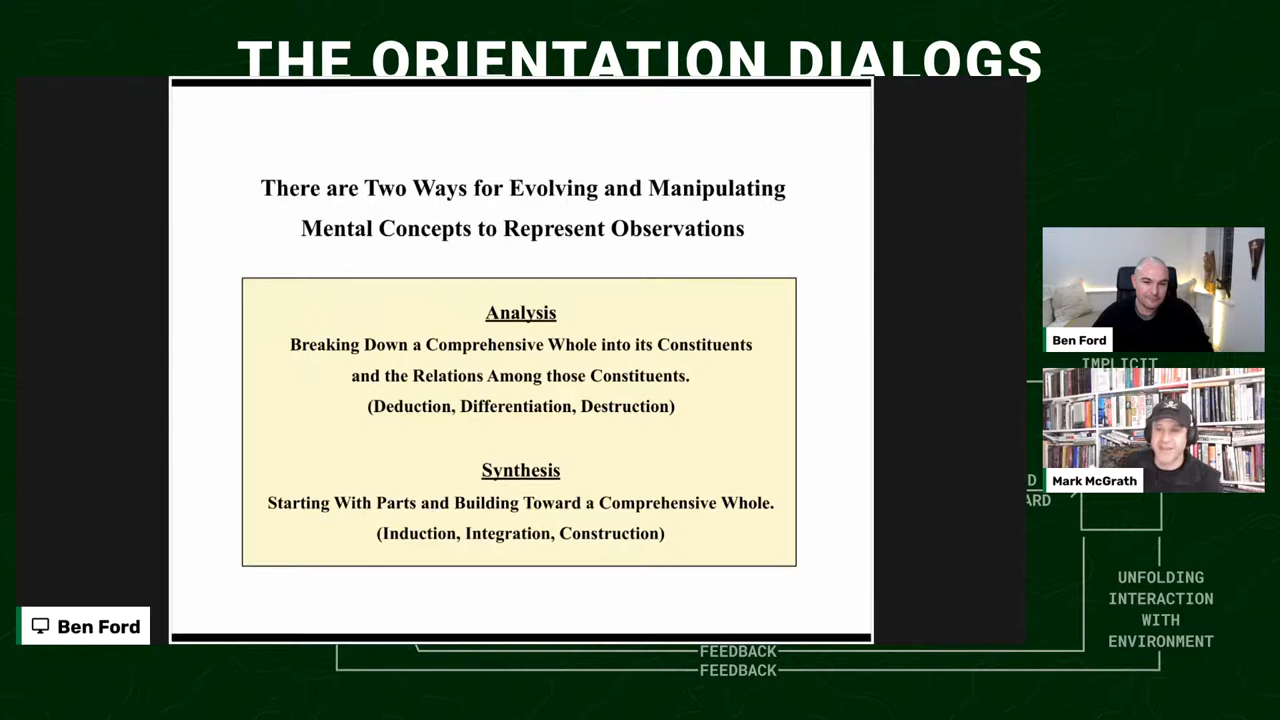 THE ORIENTATION DIALOGS
There are Two Ways for Evolving and Manipulating
Mental Concepts to Represent Observations
Analysis
Breaking Down a Comprehensive Whole into its Constituents
and the Relations Among those Constituents.
(Deduction, Differentiation, Destruction)
Synthesis
Starting With Parts and Building Toward a Comprehensive Whole.
(Induction, Integration, Construction)
Ben Ford
IMPLICIT
Mark McGrath
UNFOLDING
INTERACTION
WITH
ENVIRONMENT
Ben Ford
FEEDBACK
FEEDBACK